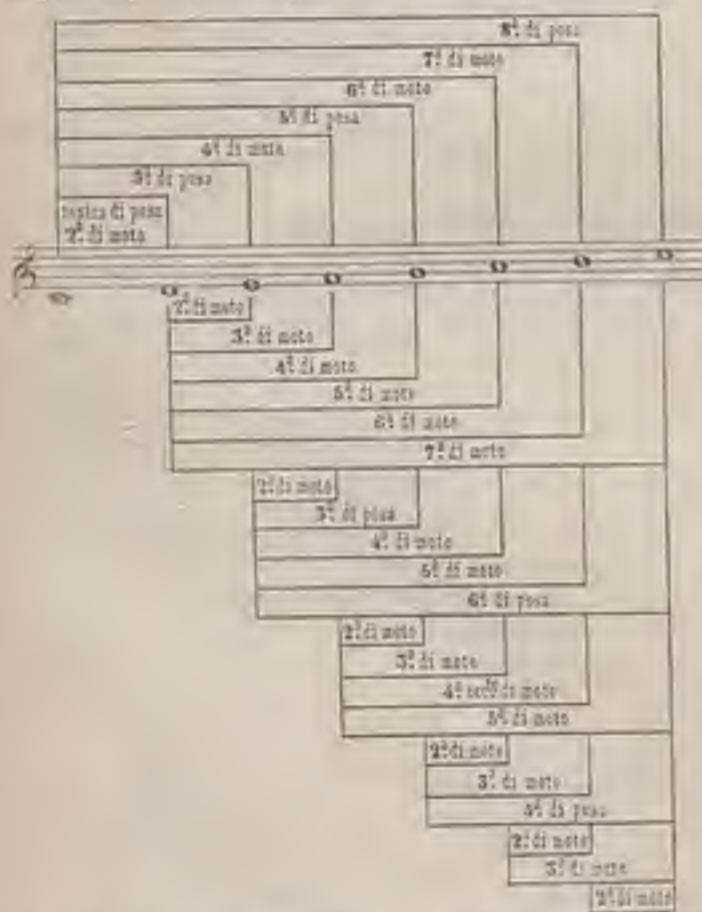 8ª di posa
7ª di moto
6ª di moto
5ª di posa
4ª di moto
3ª di posa
tonica di posa
2ª di moto
2ª di moto
3ª di moto
4ª di moto
5ª di moto
6ª di moto
7ª di moto
2ª di moto
3ª di posa
4ª di moto
5ª di moto
6ª di posa
2ª di moto
3ª di moto
4ª di moto
5ª di moto
2ª di moto
3ª di moto
4ª di posa
2ª di moto
3ª di moto
2ª di moto